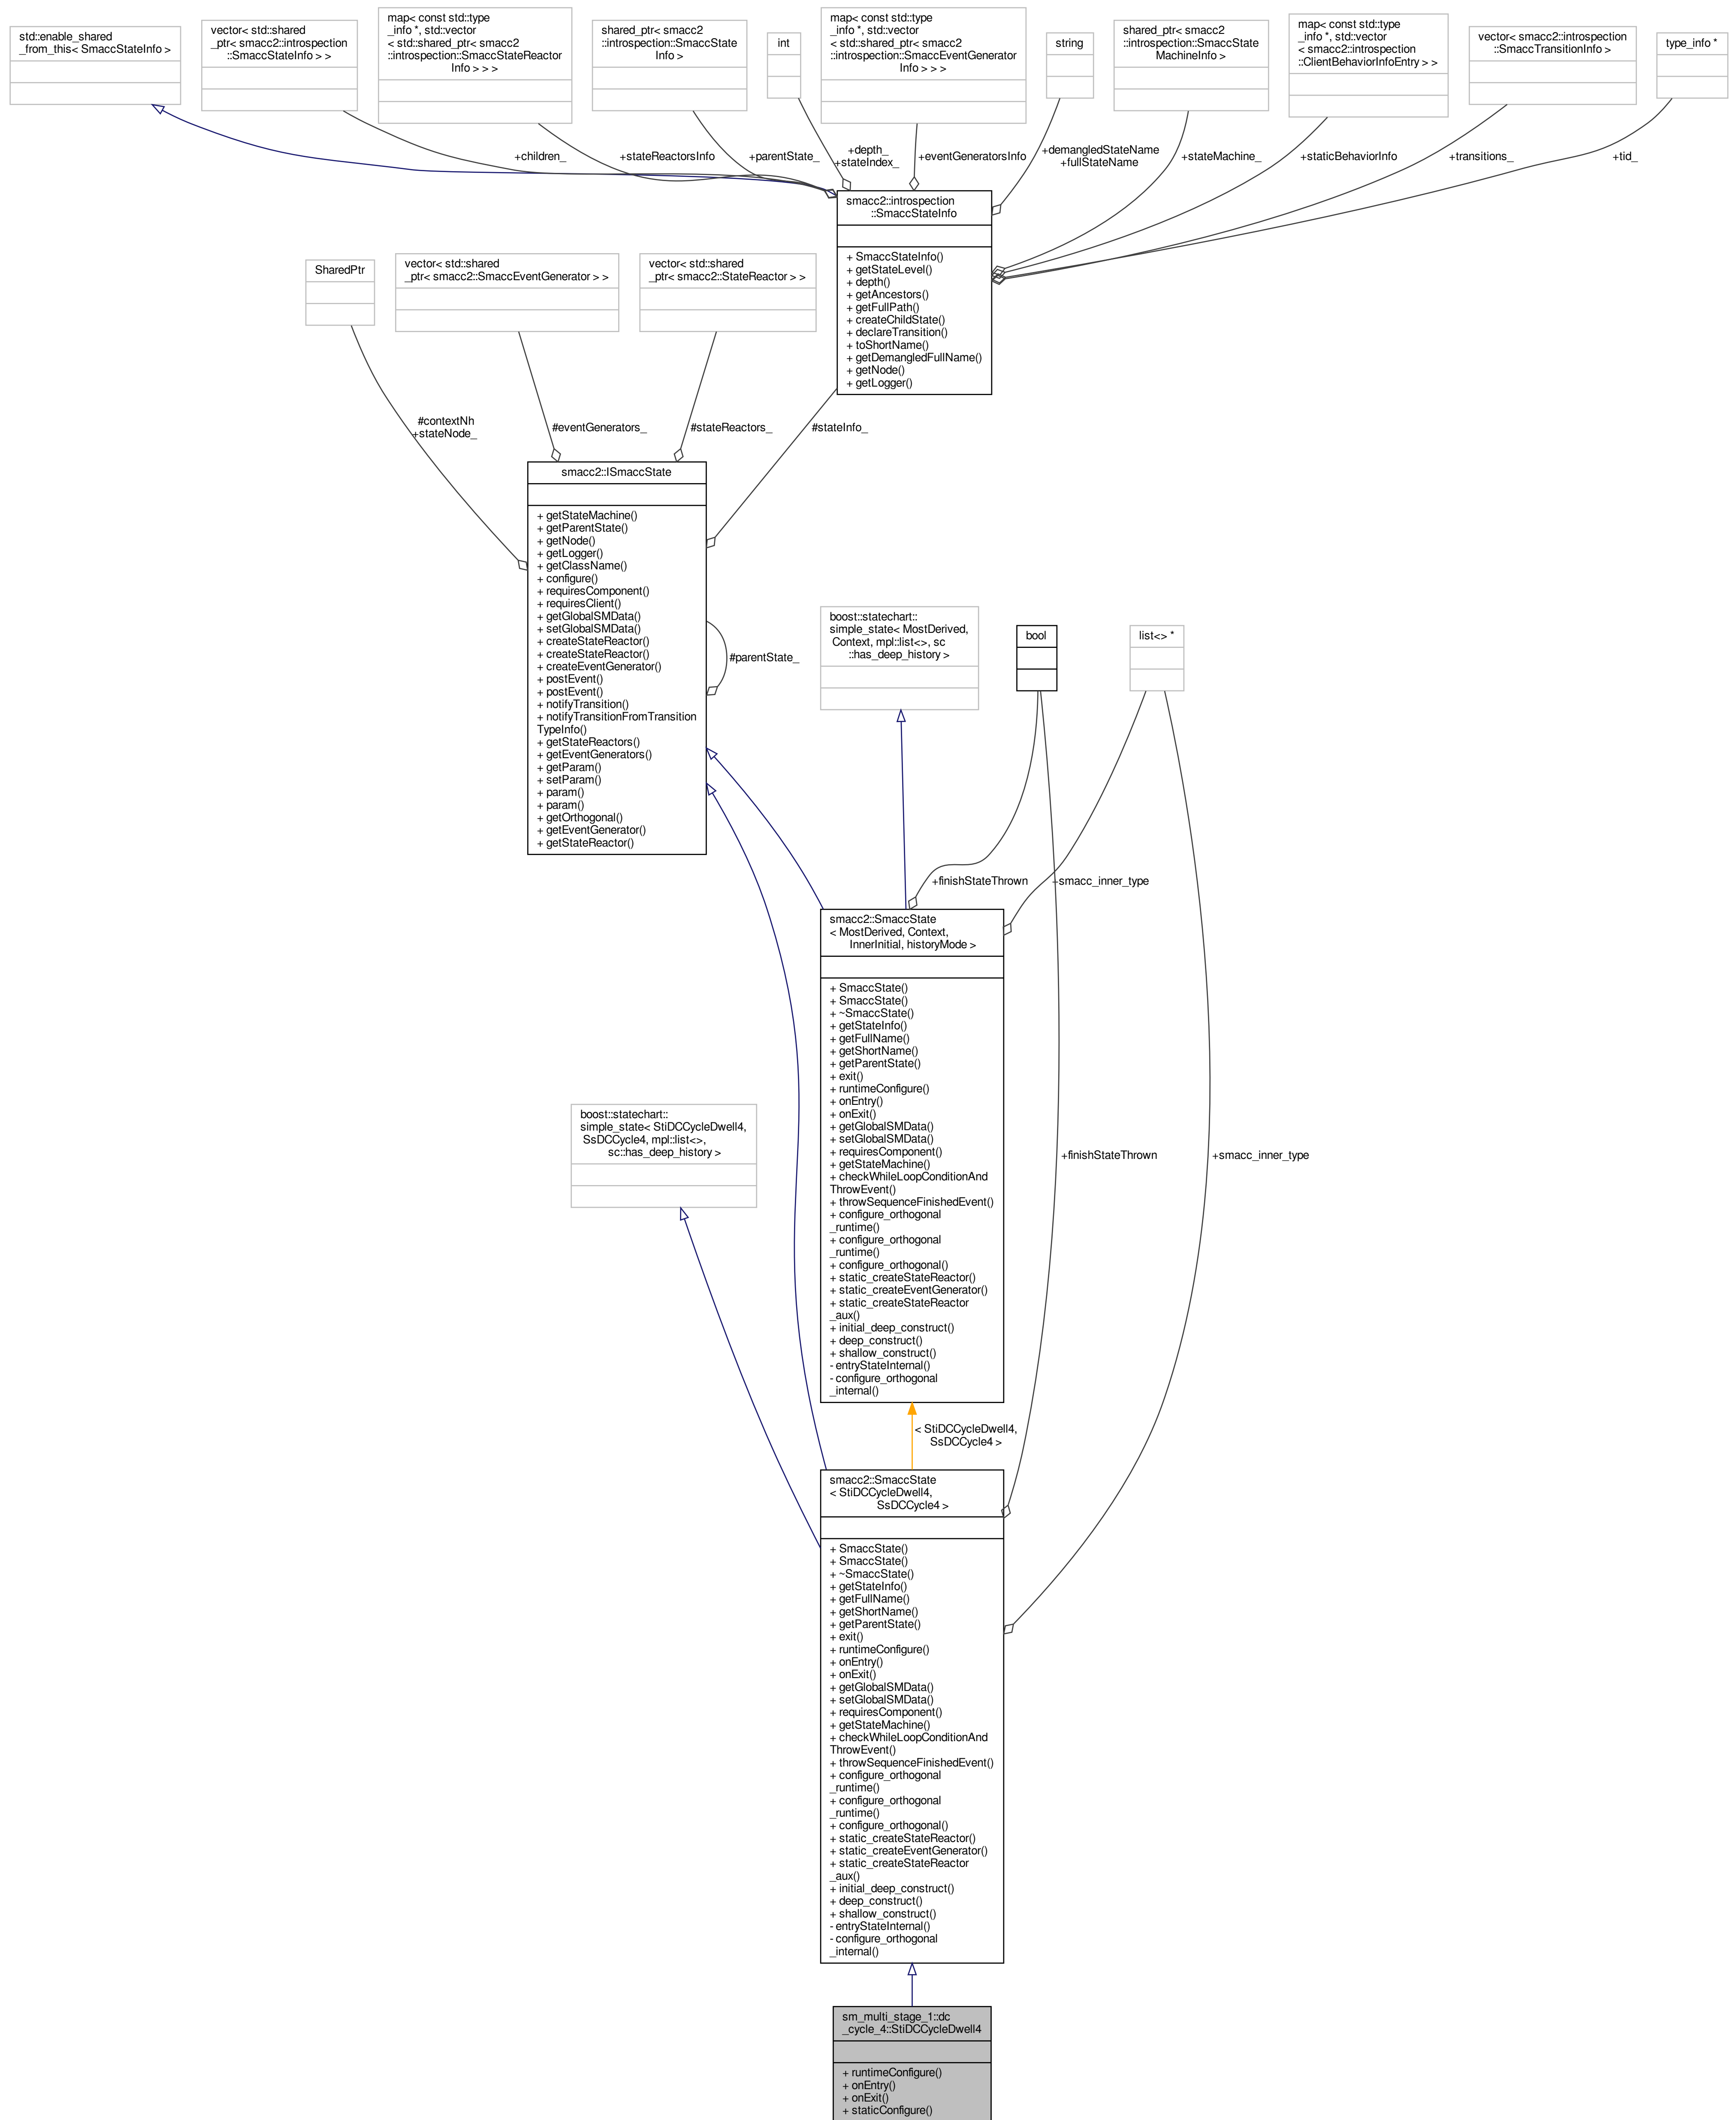 std::enable_shared
_from_this< SmaccStateInfo >
vector< std::shared
_ptr< smacc2::introspection
::SmaccStateInfo > >
map< const std::type
_info *, std::vector
< std::shared_ptr< smacc2
::introspection::SmaccStateReactor
Info > > >
shared_ptr< smacc2
::introspection::SmaccState
Info >
int
map< const std::type
_info *, std::vector
< std::shared_ptr< smacc2
::introspection::SmaccEventGenerator
Info > > >
string
shared_ptr< smacc2
::introspection::SmaccState
MachineInfo >
map< const std::type
_info *, std::vector
< smacc2::introspection
::ClientBehaviorInfoEntry > >
vector< smacc2::introspection
::SmaccTransitionInfo >
type_info *
+children_
+stateReactorsInfo
+parentState_
+depth_
+stateIndex_
+eventGeneratorsInfo
+demangledStateName
+fullStateName
+stateMachine_
+staticBehaviorInfo
+transitions_
+tid_
smacc2::introspection
::SmaccStateInfo
+ SmaccStateInfo()
+ getStateLevel()
+ depth()
+ getAncestors()
+ getFullPath()
+ createChildState()
+ declareTransition()
+ toShortName()
+ getDemangledFullName()
+ getNode()
+ getLogger()
SharedPtr
vector< std::shared
_ptr< smacc2::SmaccEventGenerator > >
vector< std::shared
_ptr< smacc2::StateReactor > >
#contextNh
+stateNode_
#eventGenerators_
#stateReactors_
#stateInfo_
smacc2::ISmaccState
+ getStateMachine()
+ getParentState()
+ getNode()
+ getLogger()
+ getClassName()
+ configure()
+ requiresComponent()
+ requiresClient()
+ getGlobalSMData()
+ setGlobalSMData()
+ createStateReactor()
+ createStateReactor()
+ createEventGenerator()
+ postEvent()
+ postEvent()
+ notifyTransition()
+ notifyTransitionFromTransition
TypeInfo()
+ getStateReactors()
+ getEventGenerators()
+ getParam()
+ setParam()
+ param()
+ param()
+ getOrthogonal()
+ getEventGenerator()
+ getStateReactor()
#parentState_
boost::statechart::
simple_state< MostDerived,
Context, mpl::list<>, sc
::has_deep_history >
bool
list<> *
+finishStateThrown
+smacc_inner_type
smacc2::SmaccState
< MostDerived, Context,
InnerInitial, historyMode >
+ SmaccState()
+ SmaccState()
+ ~SmaccState()
+ getStateInfo()
+ getFullName()
+ getShortName()
+ getParentState()
+ exit()
+ runtimeConfigure()
+ onEntry()
+ onExit()
+ getGlobalSMData()
+ setGlobalSMData()
+ requiresComponent()
+ getStateMachine()
+ checkWhileLoopConditionAnd
ThrowEvent()
+ throwSequenceFinishedEvent()
+ configure_orthogonal
_runtime()
+ configure_orthogonal
_runtime()
+ configure_orthogonal()
+ static_createStateReactor()
+ static_createEventGenerator()
+ static_createStateReactor
_aux()
+ initial_deep_construct()
+ deep_construct()
+ shallow_construct()
- entryStateInternal()
- configure_orthogonal
_internal()
boost::statechart::
simple_state< StiDCCycleDwell4,
SsDCCycle4, mpl::list<>,
sc::has_deep_history >
+finishStateThrown
+smacc_inner_type
< StiDCCycleDwell4,
SsDCCycle4 >
smacc2::SmaccState
< StiDCCycleDwell4,
SsDCCycle4 >
+ SmaccState()
+ SmaccState()
+ ~SmaccState()
+ getStateInfo()
+ getFullName()
+ getShortName()
+ getParentState()
+ exit()
+ runtimeConfigure()
+ onEntry()
+ onExit()
+ getGlobalSMData()
+ setGlobalSMData()
+ requiresComponent()
+ getStateMachine()
+ checkWhileLoopConditionAnd
ThrowEvent()
+ throwSequenceFinishedEvent()
+ configure_orthogonal
_runtime()
+ configure_orthogonal
_runtime()
+ configure_orthogonal()
+ static_createStateReactor()
+ static_createEventGenerator()
+ static_createStateReactor
_aux()
+ initial_deep_construct()
+ deep_construct()
+ shallow_construct()
- entryStateInternal()
- configure_orthogonal
_internal()
sm_multi_stage_1::dc
_cycle_4::StiDCCycleDwell4
+ runtimeConfigure()
+ onEntry()
+ onExit()
+ staticConfigure()